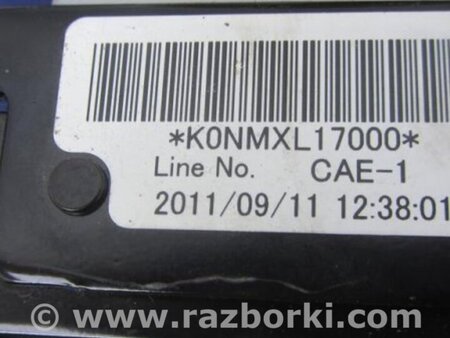 *K0NMXL17000*
Line No. CAE-1
2011/09/11 12:38:01
© www.razborki.com